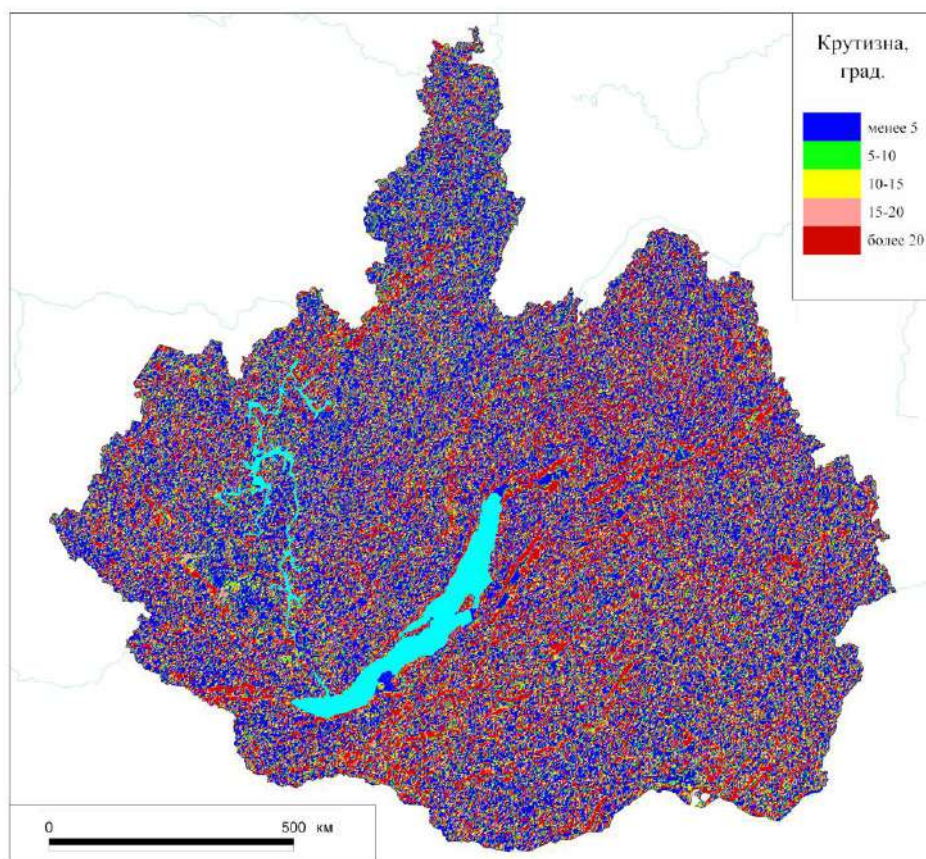 Крутизна,
град.
менее 5
5-10
10-15
15-20
более 20
0 500 км